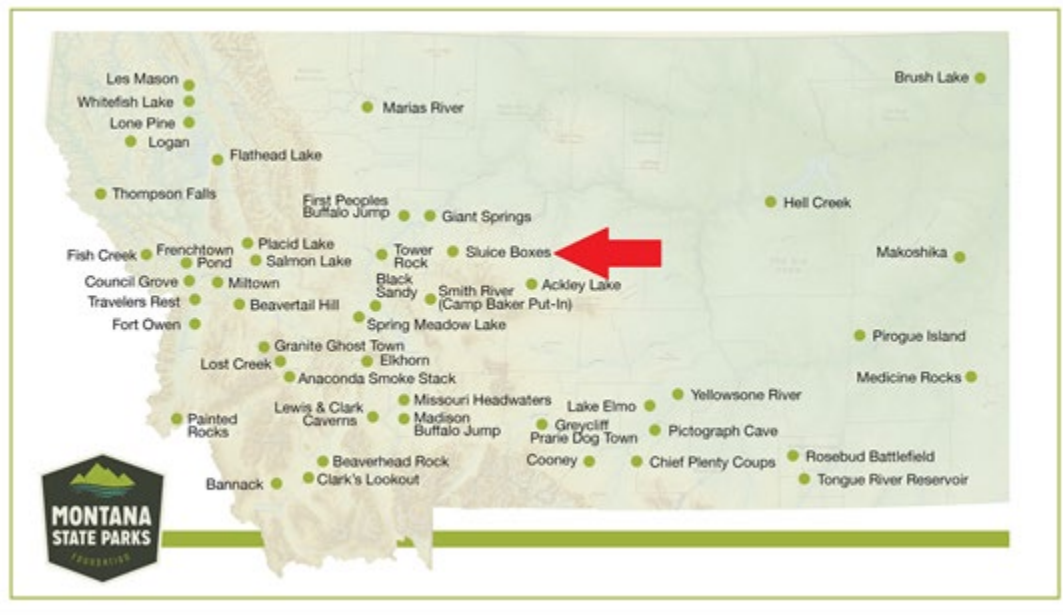 Les Mason
Whitefish Lake
Lone Pine
Logan
Flathead Lake
Marias River
Brush Lake
Thompson Falls
First Peoples
Buffalo Jump
Giant Springs
Hell Creek
Fish Creek
Frenchtown
Pond
Placid Lake
Salmon Lake
Tower
Rock
Sluice Boxes
Makoshika
Council Grove
Miltown
Black
Sandy
Smith River
(Camp Baker Put-In)
Ackley Lake
Travelers Rest
Beavertail Hill
Fort Owen
Spring Meadow Lake
Pirogue Island
Granite Ghost Town
Lost Creek
Elkhorn
Anaconda Smoke Stack
Medicine Rocks
Missouri Headwaters
Lewis & Clark
Caverns
Madison
Buffalo Jump
Lake Elmo
Yellowsone River
Painted
Rocks
Greycliff
Prarie Dog Town
Pictograph Cave
Beaverhead Rock
Cooney
Chief Plenty Coups
Rosebud Battlefield
Bannack
Clark's Lookout
Tongue River Reservoir
MONTANA
STATE PARKS
FOUNDATION